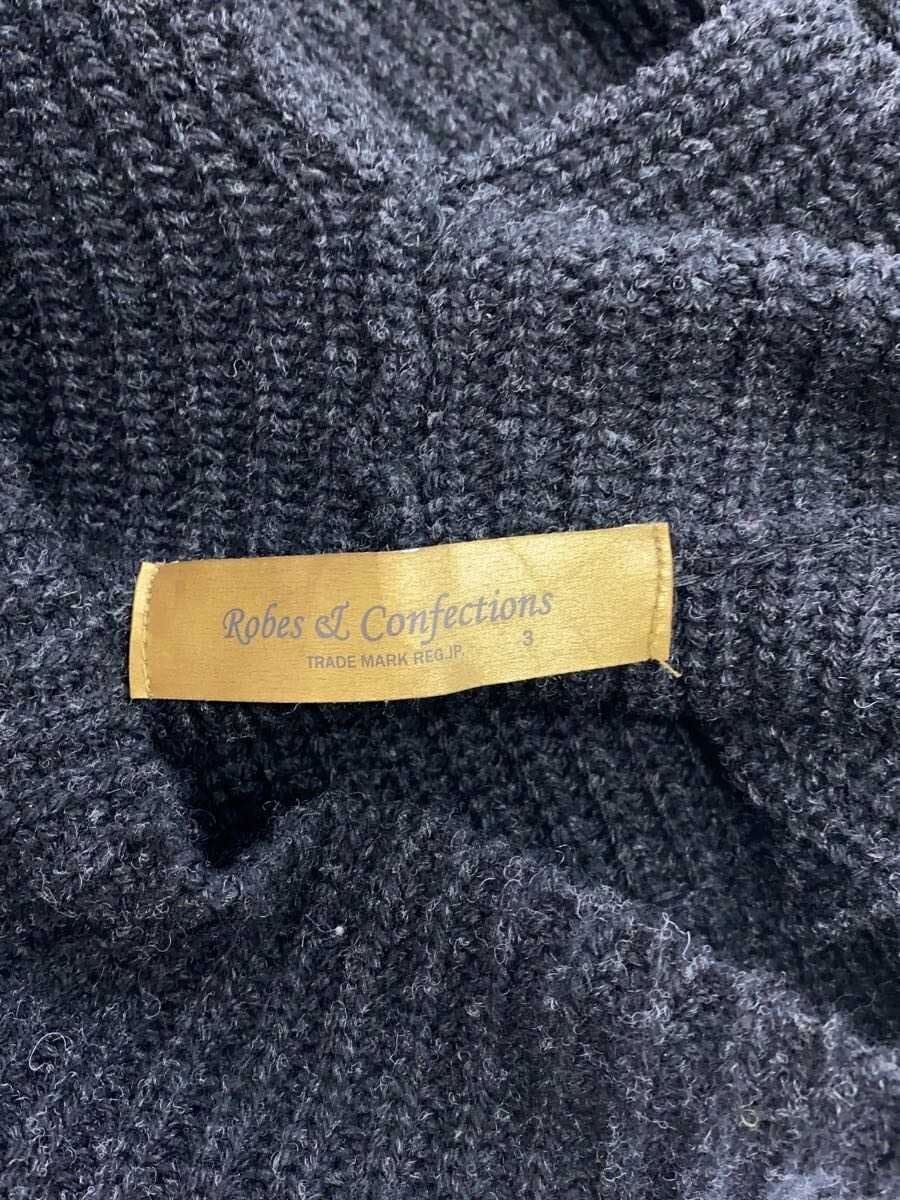 Robes & Confections
TRADE MARK REG.JP. 3